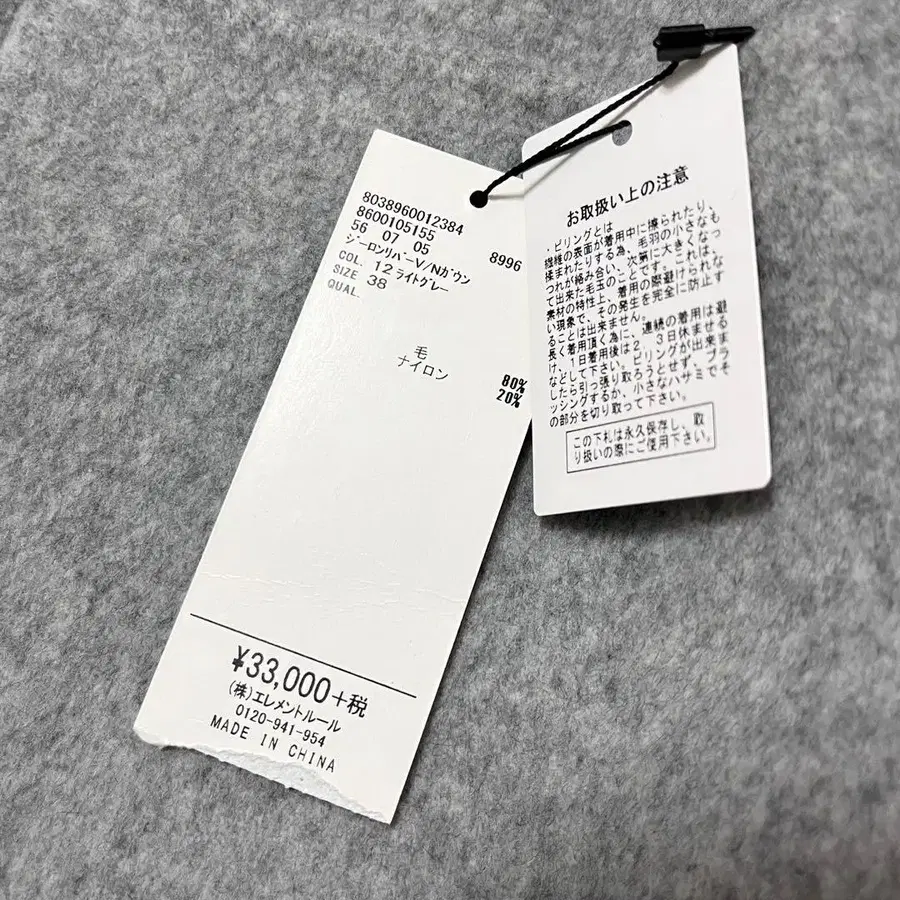 8038960012384
8600105155
56 07 05 8996
ジーロンリバーV/Nガウン
COL. 12ライトグレー
SIZE 38
QUAL.
毛 80%
ナイロン 20%
¥33,000+税
(株)エレメントルール
0120-941-954
MADE IN CHINA
お取扱い上の注意
・ピリングとは
繊維の表面が着用中に擦られたり、
揉まれたりする為、毛羽の小さなも
つれが絡み合い、次第に大きくなっ
て出来た毛玉のことです。これは、
素材の特性上、着用の際避けられな
い現象で、その発生を完全に防止す
ることは出来ません。
長く着用頂く為に、連続の着用は避
け、1日着用後は2、3日休ませる
などして下さい。ピリングが出来ま
したら引っ張り取ろうとせず、ブラ
ッシングするか、小さなハサミでそ
の部分を切り取って下さい。
この下札は永久保存し、取
り扱いの際にご使用下さい。